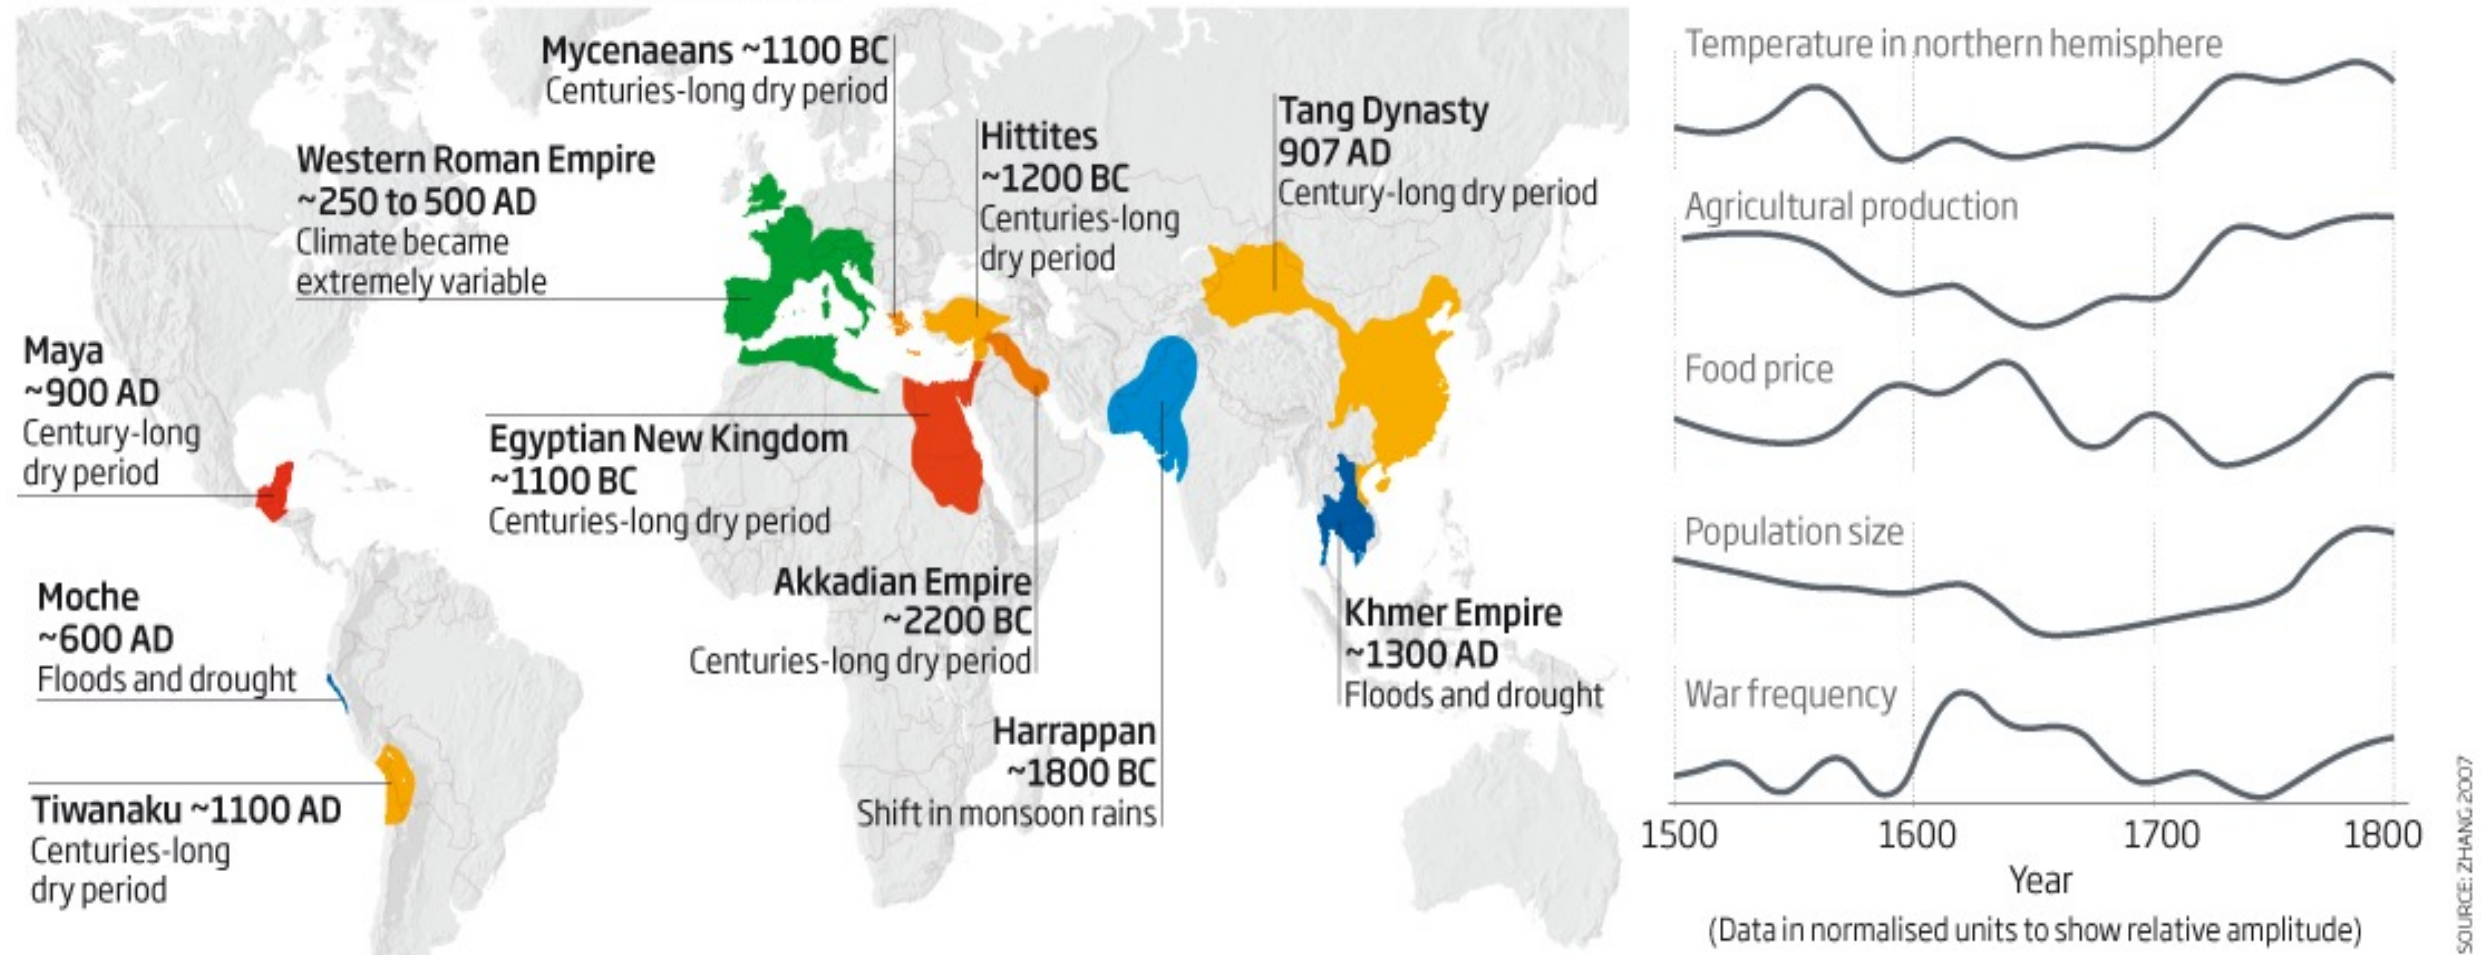 Mycenaeans ~1100 BC
Centuries-long dry period
Western Roman Empire
~250 to 500 AD
Climate became
extremely variable
Hittites
~1200 BC
Centuries-long
dry period
Tang Dynasty
907 AD
Century-long dry period
Maya
~900 AD
Century-long
dry period
Egyptian New Kingdom
~1100 BC
Centuries-long dry period
Moche
~600 AD
Floods and drought
Akkadian Empire
~2200 BC
Centuries-long dry period
Khmer Empire
~1300 AD
Floods and drought
Harrappan
~1800 BC
Shift in monsoon rains
Tiwanaku ~1100 AD
Centuries-long
dry period
Temperature in northern hemisphere
Agricultural production
Food price
Population size
War frequency
1500 1600 1700 1800
Year
(Data in normalised units to show relative amplitude)
SOURCE: ZHANG 2007